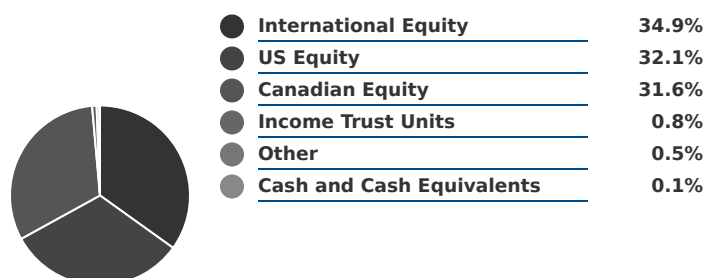 International Equity 34.9%
US Equity 32.1%
Canadian Equity 31.6%
Income Trust Units 0.8%
Other 0.5%
Cash and Cash Equivalents 0.1%